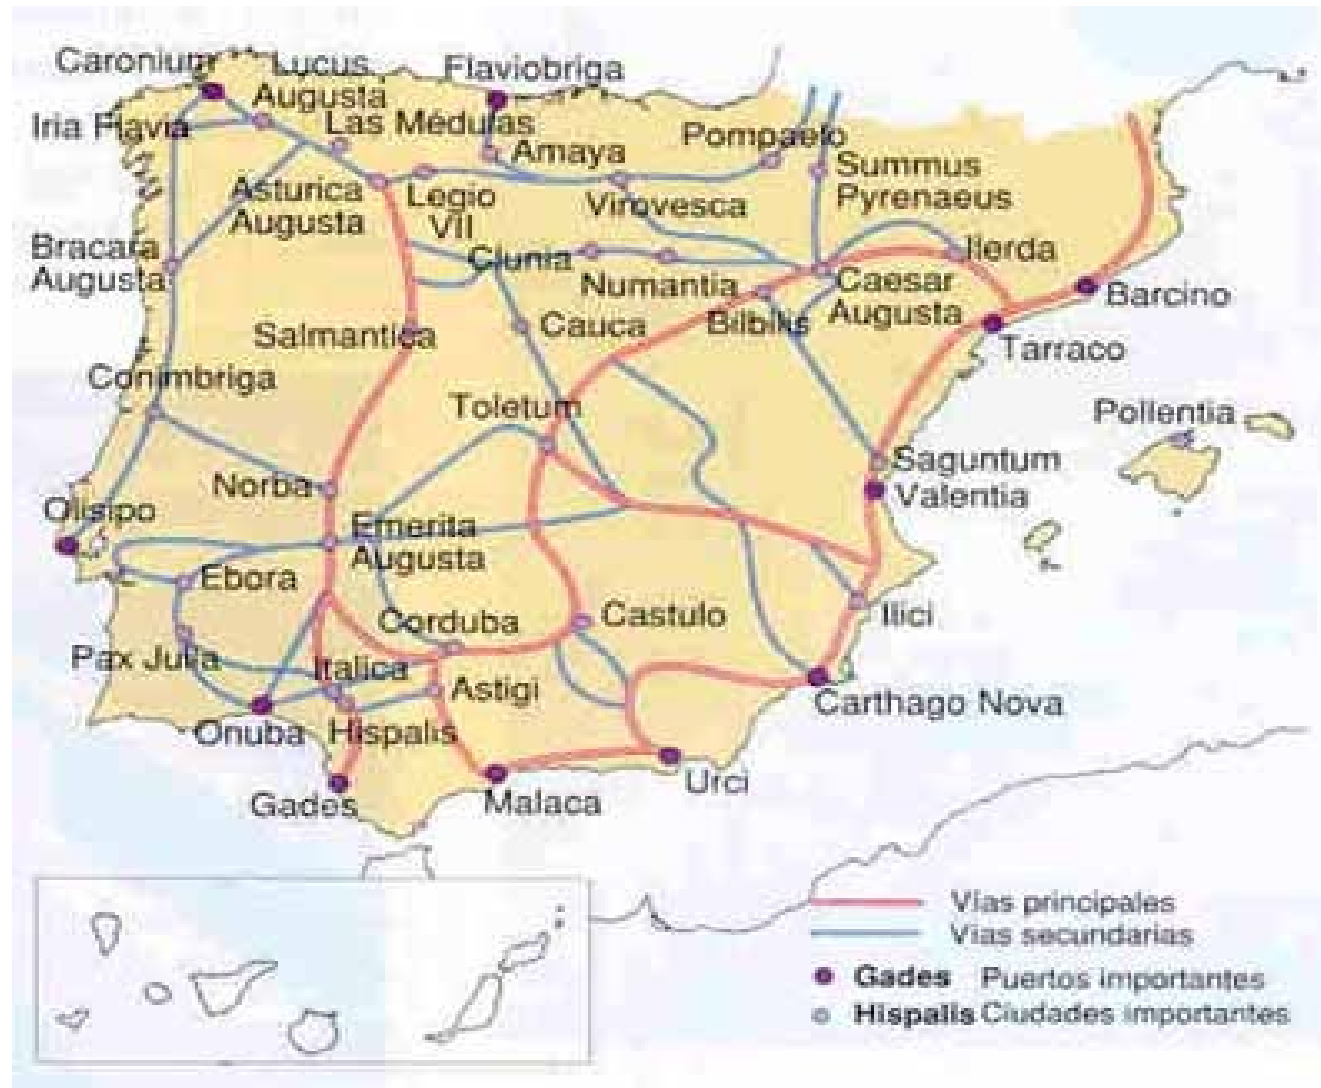 Caronium
Lucus
Augusta
Flaviobriga
Iria Flavia
Las Médulas
Amaya
Pompaelo
Summus
Pyrenaeus
Asturica
Augusta
Legio
VII
Virovesca
Bracara
Augusta
Clunia
Numantia
Ilerda
Caesar
Augusta
Barcino
Salmantica
Cauca
Bilbilis
Tarraco
Conimbriga
Toletum
Pollentia
Norba
Saguntum
Valentia
Olisipo
Emerita
Augusta
Ebora
Corduba
Castulo
Ilici
Pax Julia
Italica
Astigi
Carthago Nova
Onuba
Hispalis
Gades
Malaca
Urci
Vías principales
Vías secundarias
Gades Puertos importantes
Hispalis Ciudades importantes